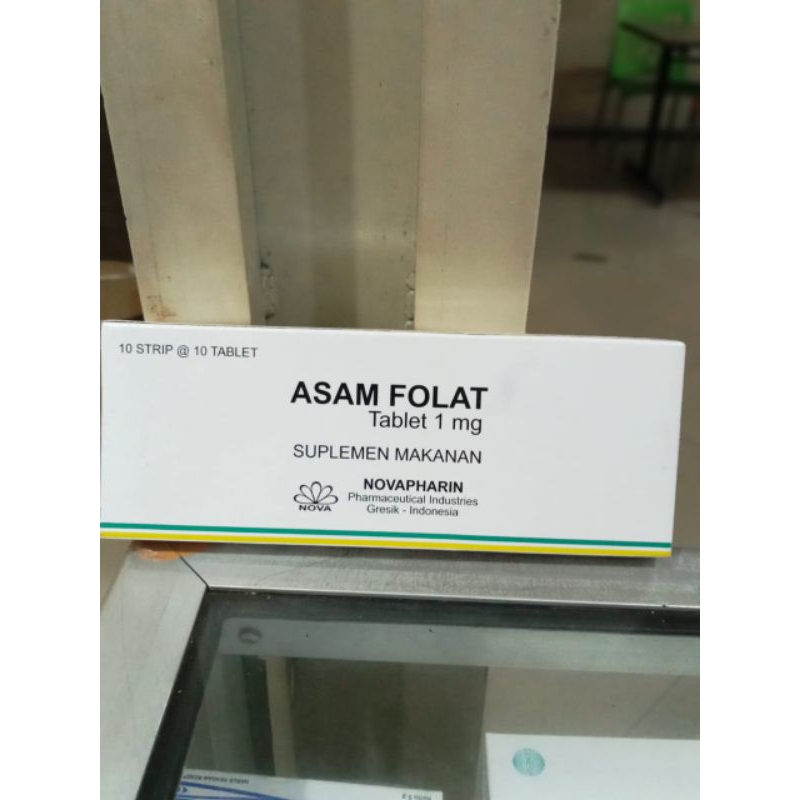 10 STRIP @ 10 TABLET
ASAM FOLAT
Tablet 1 mg
SUPLEMEN MAKANAN
NOVA
NOVAPHARIN
Pharmaceutical Industries
Gresik - Indonesia